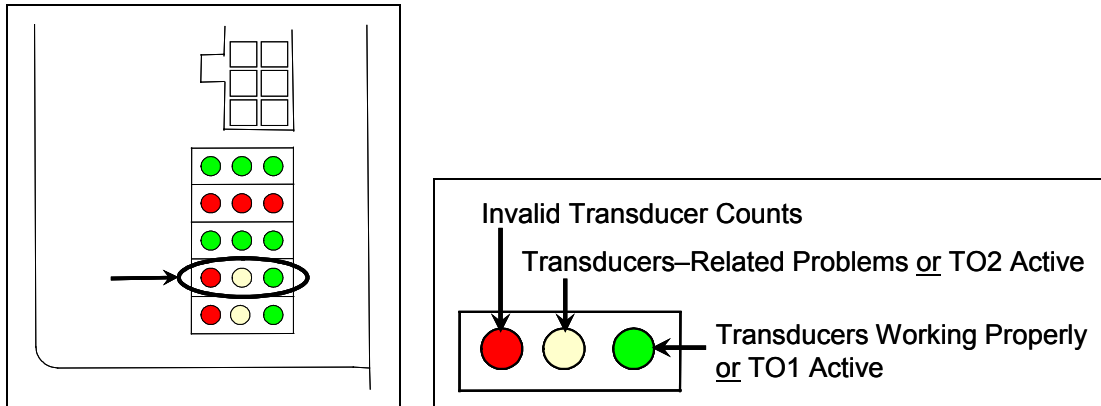 Invalid Transducer Counts
Transducers–Related Problems or TO2 Active
Transducers Working Properly
or TO1 Active